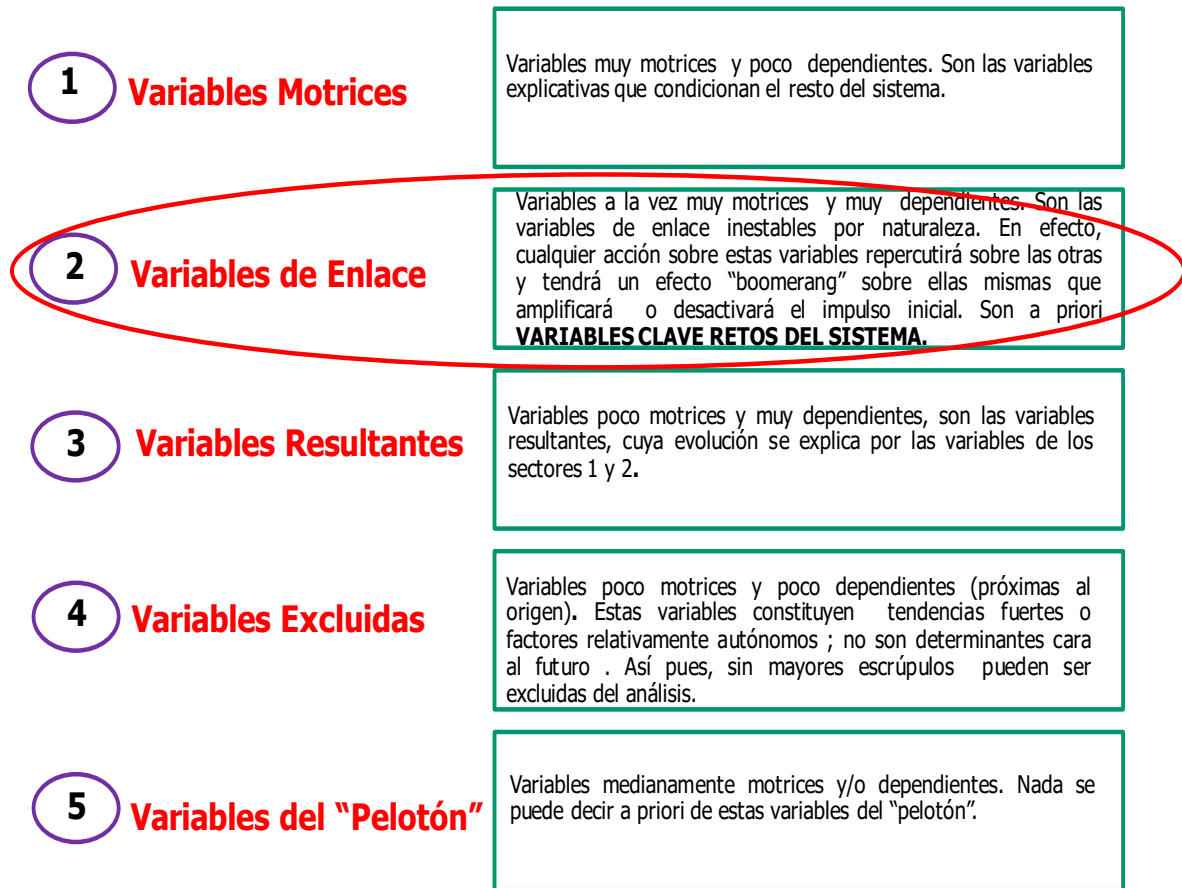 1
Variables Motrices
Variables muy motrices y poco dependientes. Son las variables
explicativas que condicionan el resto del sistema.
2
Variables de Enlace
Variables a la vez muy motrices y muy dependientes. Son las
variables de enlace inestables por naturaleza. En efecto,
cualquier acción sobre estas variables repercutirá sobre las otras
y tendrá un efecto “boomerang” sobre ellas mismas que
amplificará o desactivará el impulso inicial. Son a priori
VARIABLES CLAVE RETOS DEL SISTEMA.
3
Variables Resultantes
Variables poco motrices y muy dependientes, son las variables
resultantes, cuya evolución se explica por las variables de los
sectores 1 y 2.
4
Variables Excluidas
Variables poco motrices y poco dependientes (próximas al
origen). Estas variables constituyen tendencias fuertes o
factores relativamente autónomos ; no son determinantes cara
al futuro . Así pues, sin mayores escrúpulos pueden ser
excluidas del análisis.
5
Variables del “Pelotón”
Variables medianamente motrices y/o dependientes. Nada se
puede decir a priori de estas variables del “pelotón”.